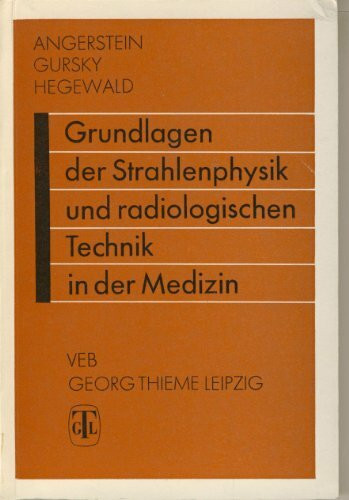 ANGERSTEIN
GURSKY
HEGEWALD
Grundlagen
der Strahlenphysik
und radiologischen
Technik
in der Medizin
VEB
GEORG THIEME LEIPZIG
GTL